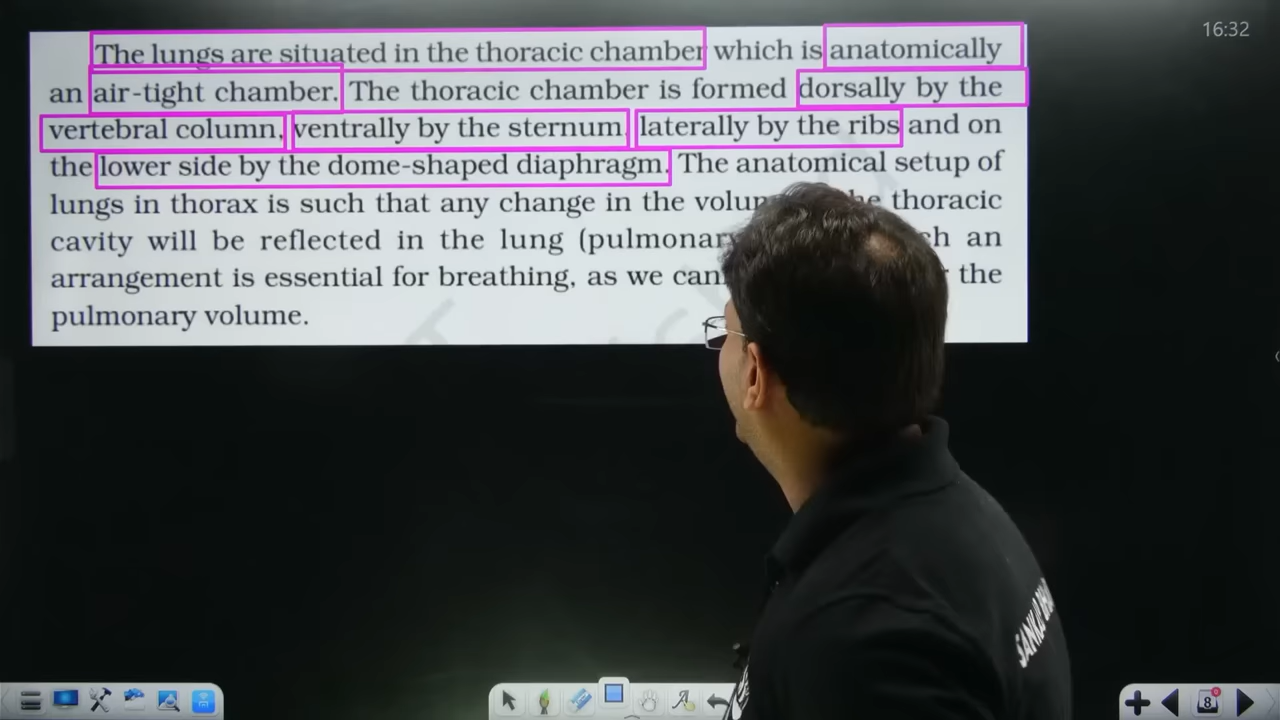 16:32
The lungs are situated in the thoracic chamber which is anatomically
an air-tight chamber. The thoracic chamber is formed dorsally by the
vertebral column, ventrally by the sternum, laterally by the ribs and on
the lower side by the dome-shaped diaphragm. The anatomical setup of
lungs in thorax is such that any change in the thoracic
cavity will be reflected in the lung (pulmonary an
arrangement is essential for breathing, as we the
pulmonary volume.
8